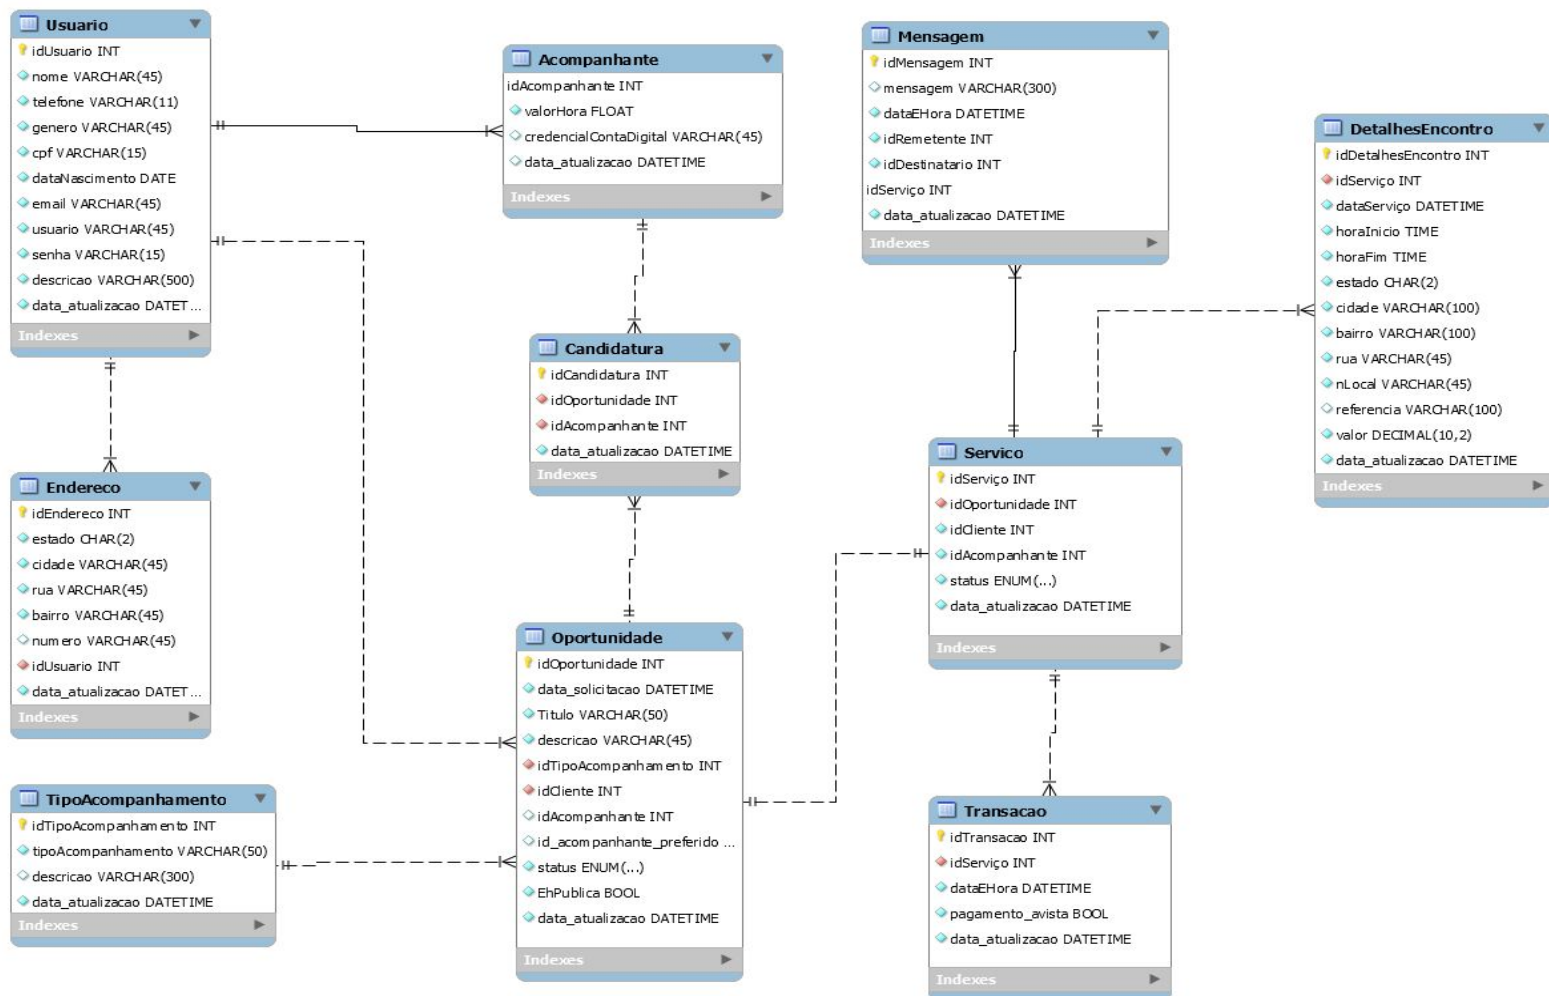 Usuario
idUsuario INT
nome VARCHAR(45)
telefone VARCHAR(11)
genero VARCHAR(45)
cpf VARCHAR(15)
dataNascimento DATE
email VARCHAR(45)
usuario VARCHAR(45)
senha VARCHAR(15)
descricao VARCHAR(500)
data_atualizacao DATET...
Indexes
Acompanhante
idAcompanhante INT
valorHora FLOAT
credencialContaDigital VARCHAR(45)
data_atualizacao DATETIME
Indexes
Mensagem
idMensagem INT
mensagem VARCHAR(300)
dataEHora DATETIME
idRemetente INT
idDestinatario INT
idServiço INT
data_atualizacao DATETIME
Indexes
DetalhesEncontro
idDetalhesEncontro INT
idServiço INT
dataServiço DATETIME
horaInicio TIME
horaFim TIME
estado CHAR(2)
cidade VARCHAR(100)
bairro VARCHAR(100)
rua VARCHAR(45)
nLocal VARCHAR(45)
referencia VARCHAR(100)
valor DECIMAL(10,2)
data_atualizacao DATETIME
Indexes
Candidatura
idCandidatura INT
idOportunidade INT
idAcompanhante INT
data_atualizacao DATETIME
Indexes
Endereco
idEndereco INT
estado CHAR(2)
cidade VARCHAR(45)
rua VARCHAR(45)
bairro VARCHAR(45)
numero VARCHAR(45)
idUsuario INT
data_atualizacao DATET...
Indexes
Servico
idServiço INT
idOportunidade INT
idCliente INT
idAcompanhante INT
status ENUM(...)
data_atualizacao DATETIME
Indexes
Oportunidade
idOportunidade INT
data_solicitacao DATETIME
Titulo VARCHAR(50)
descricao VARCHAR(45)
idTipoAcompanhamento INT
idCliente INT
idAcompanhante INT
id_acompanhante_preferido ...
status ENUM(...)
EhPublica BOOL
data_atualizacao DATETIME
Indexes
TipoAcompanhamento
idTipoAcompanhamento INT
tipoAcompanhamento VARCHAR(50)
descricao VARCHAR(300)
data_atualizacao DATETIME
Indexes
Transacao
idTransacao INT
idServiço INT
dataEHora DATETIME
pagamento_avista BOOL
data_atualizacao DATETIME
Indexes